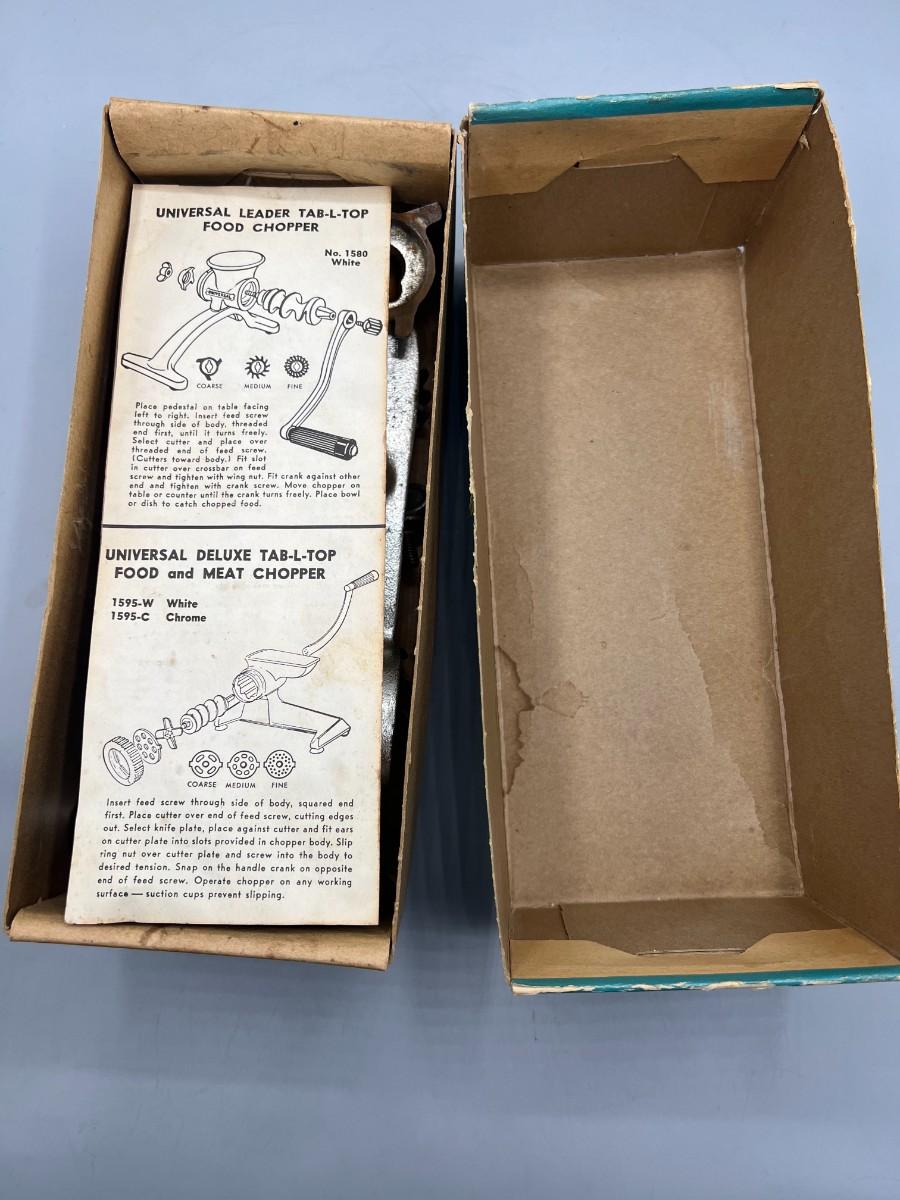 UNIVERSAL LEADER TAB-L-TOP
FOOD CHOPPER
No. 1580
White
UNIVERSAL
COARSE MEDIUM FINE
Place pedestal on table facing
left to right. Insert feed screw
through side of body, threaded
end first, until it turns freely.
Select cutter and place over
threaded end of feed screw.
(Cutters toward body.) Fit slot
in cutter over crossbar on feed
screw and tighten with wing nut. Fit crank against other
end and tighten with crank screw. Move chopper on
table or counter until the crank turns freely. Place bowl
or dish to catch chopped food.
UNIVERSAL DELUXE TAB-L-TOP
FOOD and MEAT CHOPPER
1595-W White
1595-C Chrome
COARSE MEDIUM FINE
Insert feed screw through side of body, squared end
first. Place cutter over end of feed screw, cutting edges
out. Select knife plate, place against cutter and fit ears
on cutter plate into slots provided in chopper body. Slip
ring nut over cutter plate and screw into the body to
desired tension. Snap on the handle crank on opposite
end of feed screw. Operate chopper on any working
surface — suction cups prevent slipping.